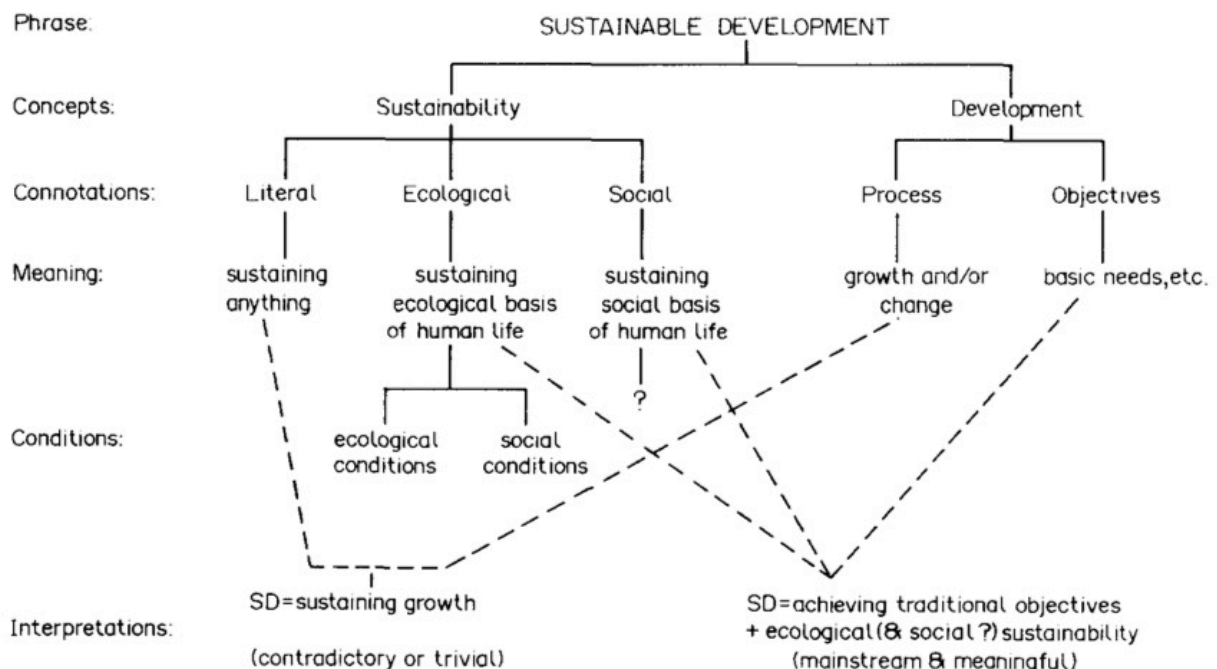 Phrase: SUSTAINABLE DEVELOPMENT
Concepts: Sustainability Development
Connotations: Literal Ecological Social Process Objectives
Meaning: sustaining sustaining sustaining growth and/or basic needs,etc.
anything ecological basis social basis change
of human life of human life
?
Conditions: ecological social
conditions conditions
SD=sustaining growth SD=achieving traditional objectives
Interpretations: + ecological(& social?) sustainability
(contradictory or trivial) (mainstream & meaningful)